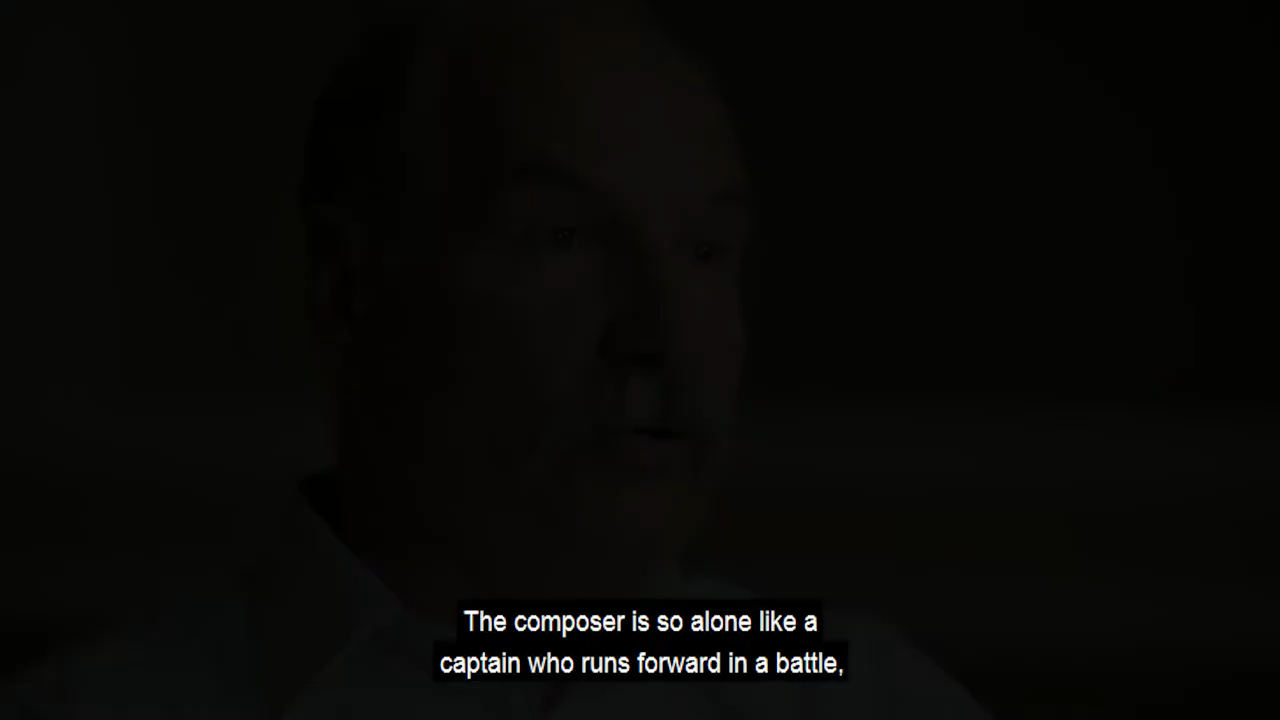 The composer is so alone like a
captain who runs forward in a battle,